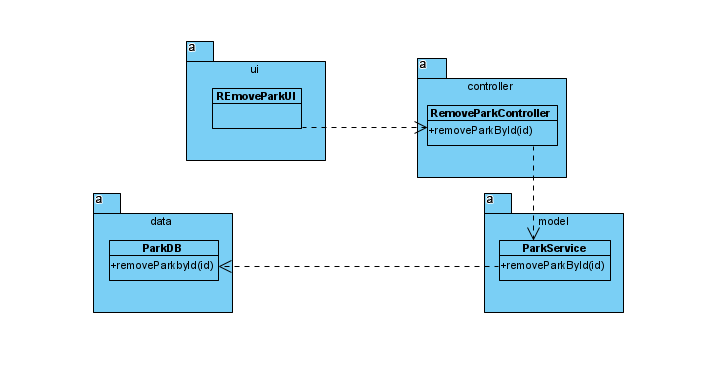 a
ui
REmoveParkUI
a
controller
RemoveParkController
+removeParkById(id)
a
data
ParkDB
+removeParkbyId(id)
a
model
ParkService
+removeParkById(id)